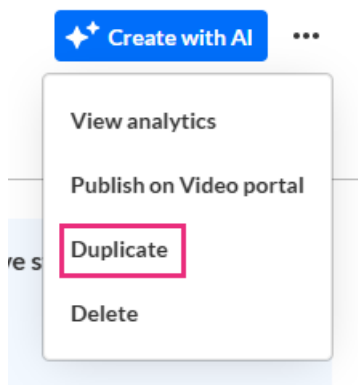 Create with AI
View analytics
Publish on Video portal
Duplicate
Delete